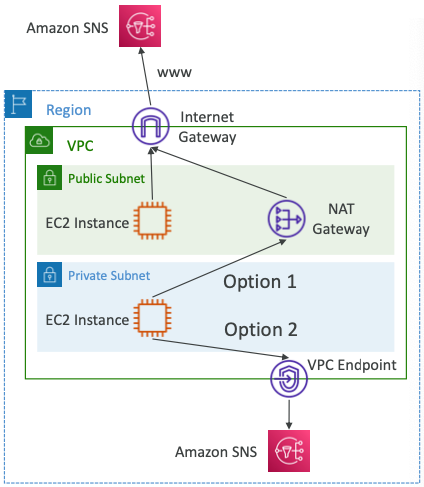 Amazon SNS
www
Region
Internet
Gateway
VPC
Public Subnet
EC2 Instance
NAT
Gateway
Private Subnet
Option 1
EC2 Instance
Option 2
VPC Endpoint
Amazon SNS